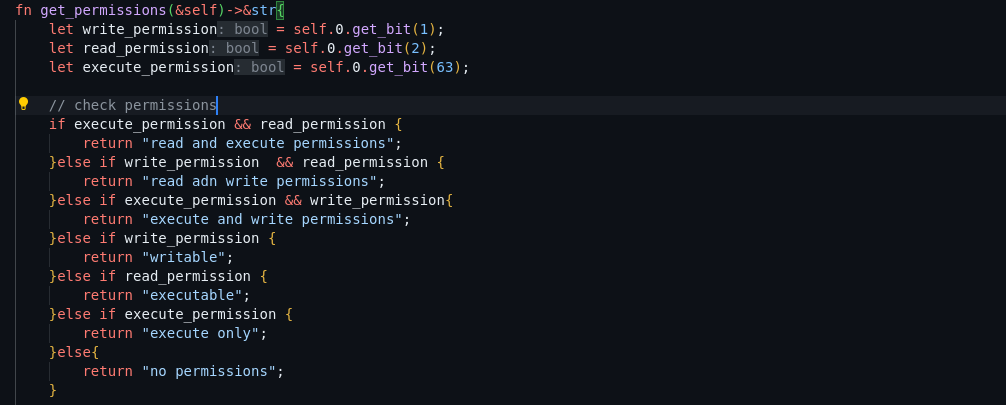 fn get_permissions(&self)->&str{
    let write_permission: bool = self.0.get_bit(1);
    let read_permission: bool = self.0.get_bit(2);
    let execute_permission: bool = self.0.get_bit(63);
    // check permissions
    if execute_permission && read_permission {
        return "read and execute permissions";
    }else if write_permission  && read_permission {
        return "read adn write permissions";
    }else if execute_permission && write_permission{
        return "execute and write permissions";
    }else if write_permission {
        return "writable";
    }else if read_permission {
        return "executable";
    }else if execute_permission {
        return "execute only";
    }else{
        return "no permissions";
    }